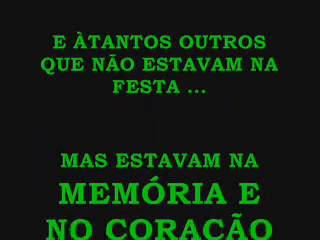 E ÀTANTOS OUTROS
QUE NÃO ESTAVAM NA
FESTA ...
MAS ESTAVAM NA
MEMÓRIA E
NO CORAÇÃO